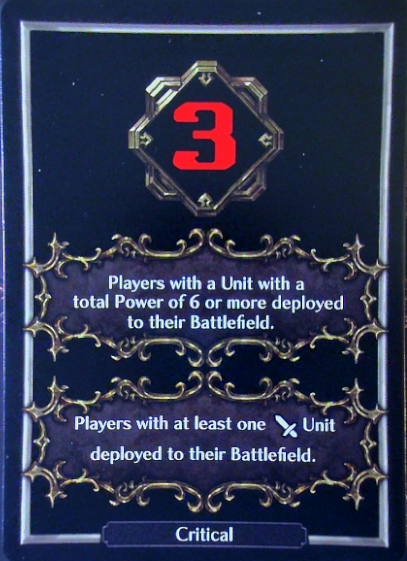 3
Players with a Unit with a
total Power of 6 or more deployed
to their Battlefield.
Players with at least one Unit
deployed to their Battlefield.
Critical